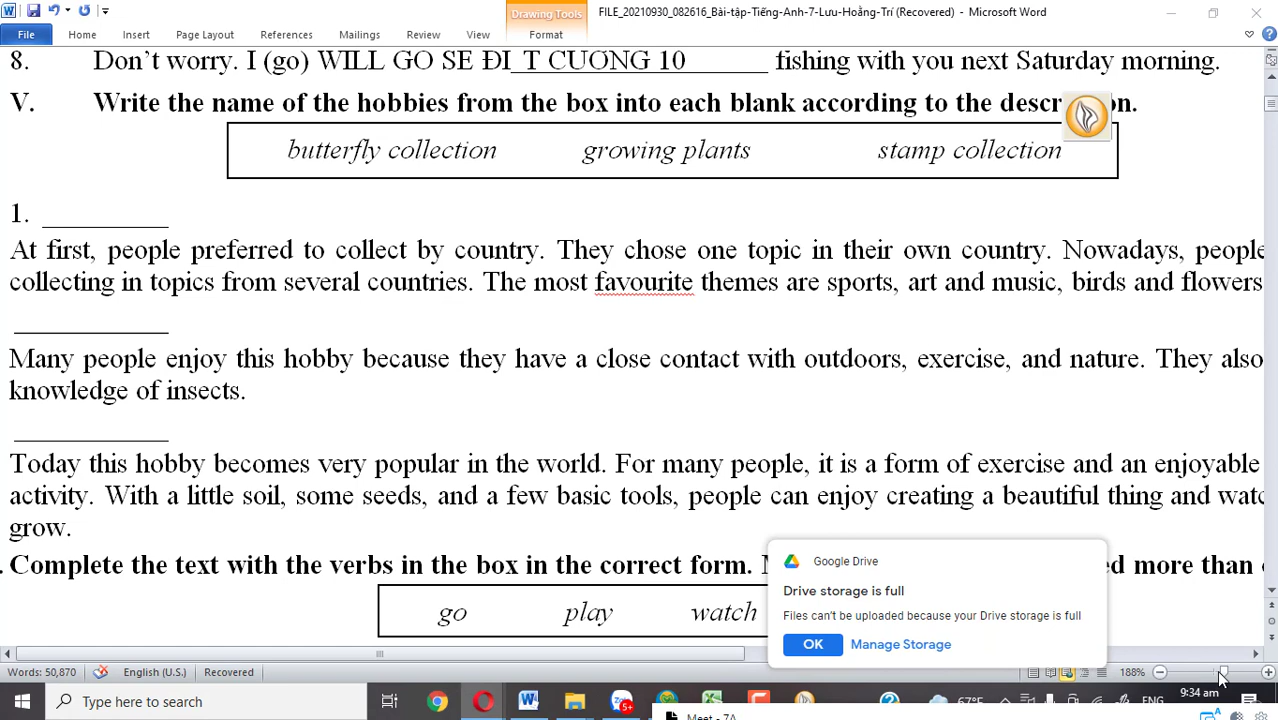 Drawing Tools
FILE_20210930_082616_Bài-tập-Tiếng-Anh-7-Lưu-Hoằng-Trí (Recovered) - Microsoft Word
File Home Insert Page Layout References Mailings Review View Format
8. Don't worry. I (go) WILL GO SE ĐI_T CUƠNG 10______ fishing with you next Saturday morning.
V. Write the name of the hobbies from the box into each blank according to the descr n.
butterfly collection growing plants stamp collection
1. _________
At first, people preferred to collect by country. They chose one topic in their own country. Nowadays, people
collecting in topics from several countries. The most favourite themes are sports, art and music, birds and flowers
___________
Many people enjoy this hobby because they have a close contact with outdoors, exercise, and nature. They also
knowledge of insects.
___________
Today this hobby becomes very popular in the world. For many people, it is a form of exercise and an enjoyable
activity. With a little soil, some seeds, and a few basic tools, people can enjoy creating a beautiful thing and watc
grow.
. Complete the text with the verbs in the box in the correct form. ed more than
go play watch
Google Drive
Drive storage is full
Files can't be uploaded because your Drive storage is full
OK Manage Storage
Words: 50,870 English (U.S.) Recovered 188%
Type here to search 5+ 67°F ENG 9:34 am
Meet - 7A